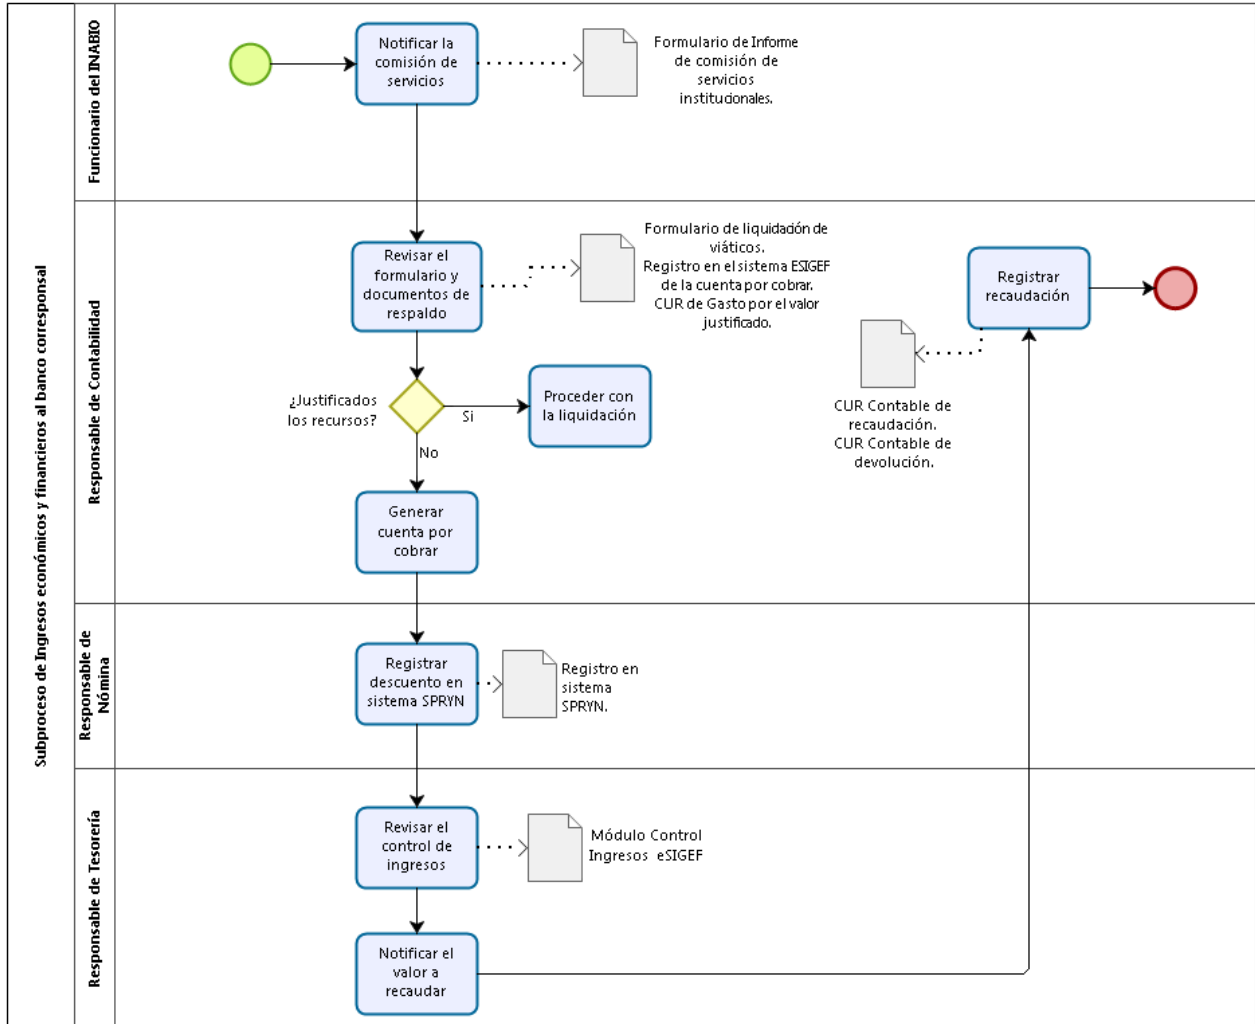 Subproceso de Ingresos económicos y financieros al banco corresponsal
Funcionario del INABIO
Notificar la
comisión de
servicios
Formulario de Informe
de comisión de
servicios
institucionales.
Responsable de Contabilidad
Revisar el
formulario y
documentos de
respaldo
Formulario de liquidación de
viáticos.
Registro en el sistema ESIGEF
de la cuenta por cobrar.
CUR de Gasto por el valor
justificado.
Registrar
recaudación
CUR Contable de
recaudación.
CUR Contable de
devolución.
¿Justificados
los recursos?
Si
Proceder con
la liquidación
No
Generar
cuenta por
cobrar
Responsable de
Nómina
Registrar
descuento en
sistema SPRYN
Registro en
sistema
SPRYN.
Responsable de Tesorería
Revisar el
control de
ingresos
Módulo Control
Ingresos eSIGEF
Notificar el
valor a
recaudar